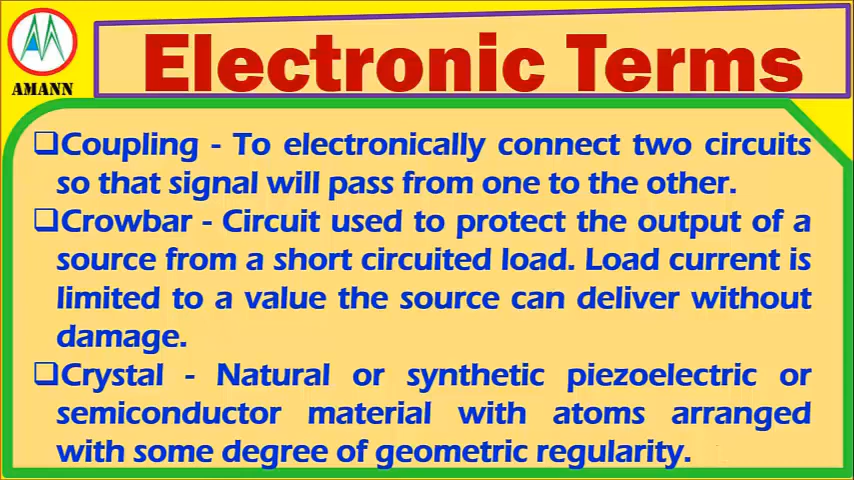 AMANN
Electronic Terms
❑Coupling - To electronically connect two circuits
so that signal will pass from one to the other.
❑Crowbar - Circuit used to protect the output of a
source from a short circuited load. Load current is
limited to a value the source can deliver without
damage.
❑Crystal - Natural or synthetic piezoelectric or
semiconductor material with atoms arranged
with some degree of geometric regularity.